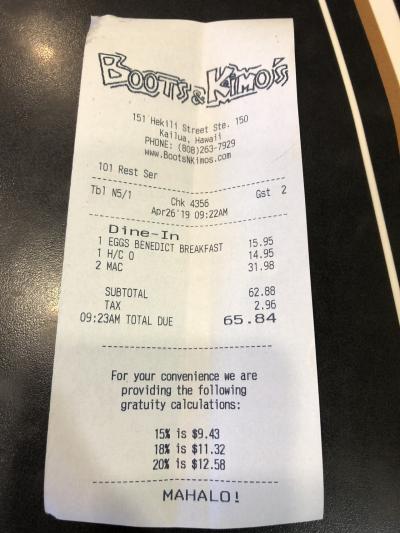 BOOTS & KIMO'S
151 Hekili Street Ste. 150
Kailua, Hawaii
PHONE: (808)263-7929
www.BootsNKimos.com
101 Rest Ser
Tbl N5/1 Chk 4356 Gst 2
Apr26'19 09:22AM
Dine-In
1 EGGS BENEDICT BREAKFAST 15.95
1 H/C O 14.95
2 MAC 31.98
SUBTOTAL 62.88
TAX 2.96
09:23AM TOTAL DUE 65.84
For your convenience we are
providing the following
gratuity calculations:
15% is $9.43
18% is $11.32
20% is $12.58
MAHALO!